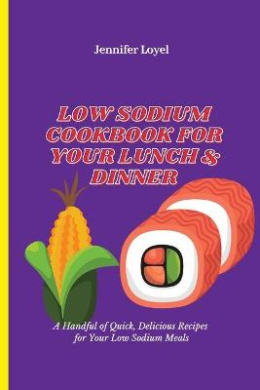 Jennifer Loyel
LOW SODIUM
COOKBOOK FOR
YOUR LUNCH &
DINNER
A Handful of Quick, Delicious Recipes
for Your Low Sodium Meals